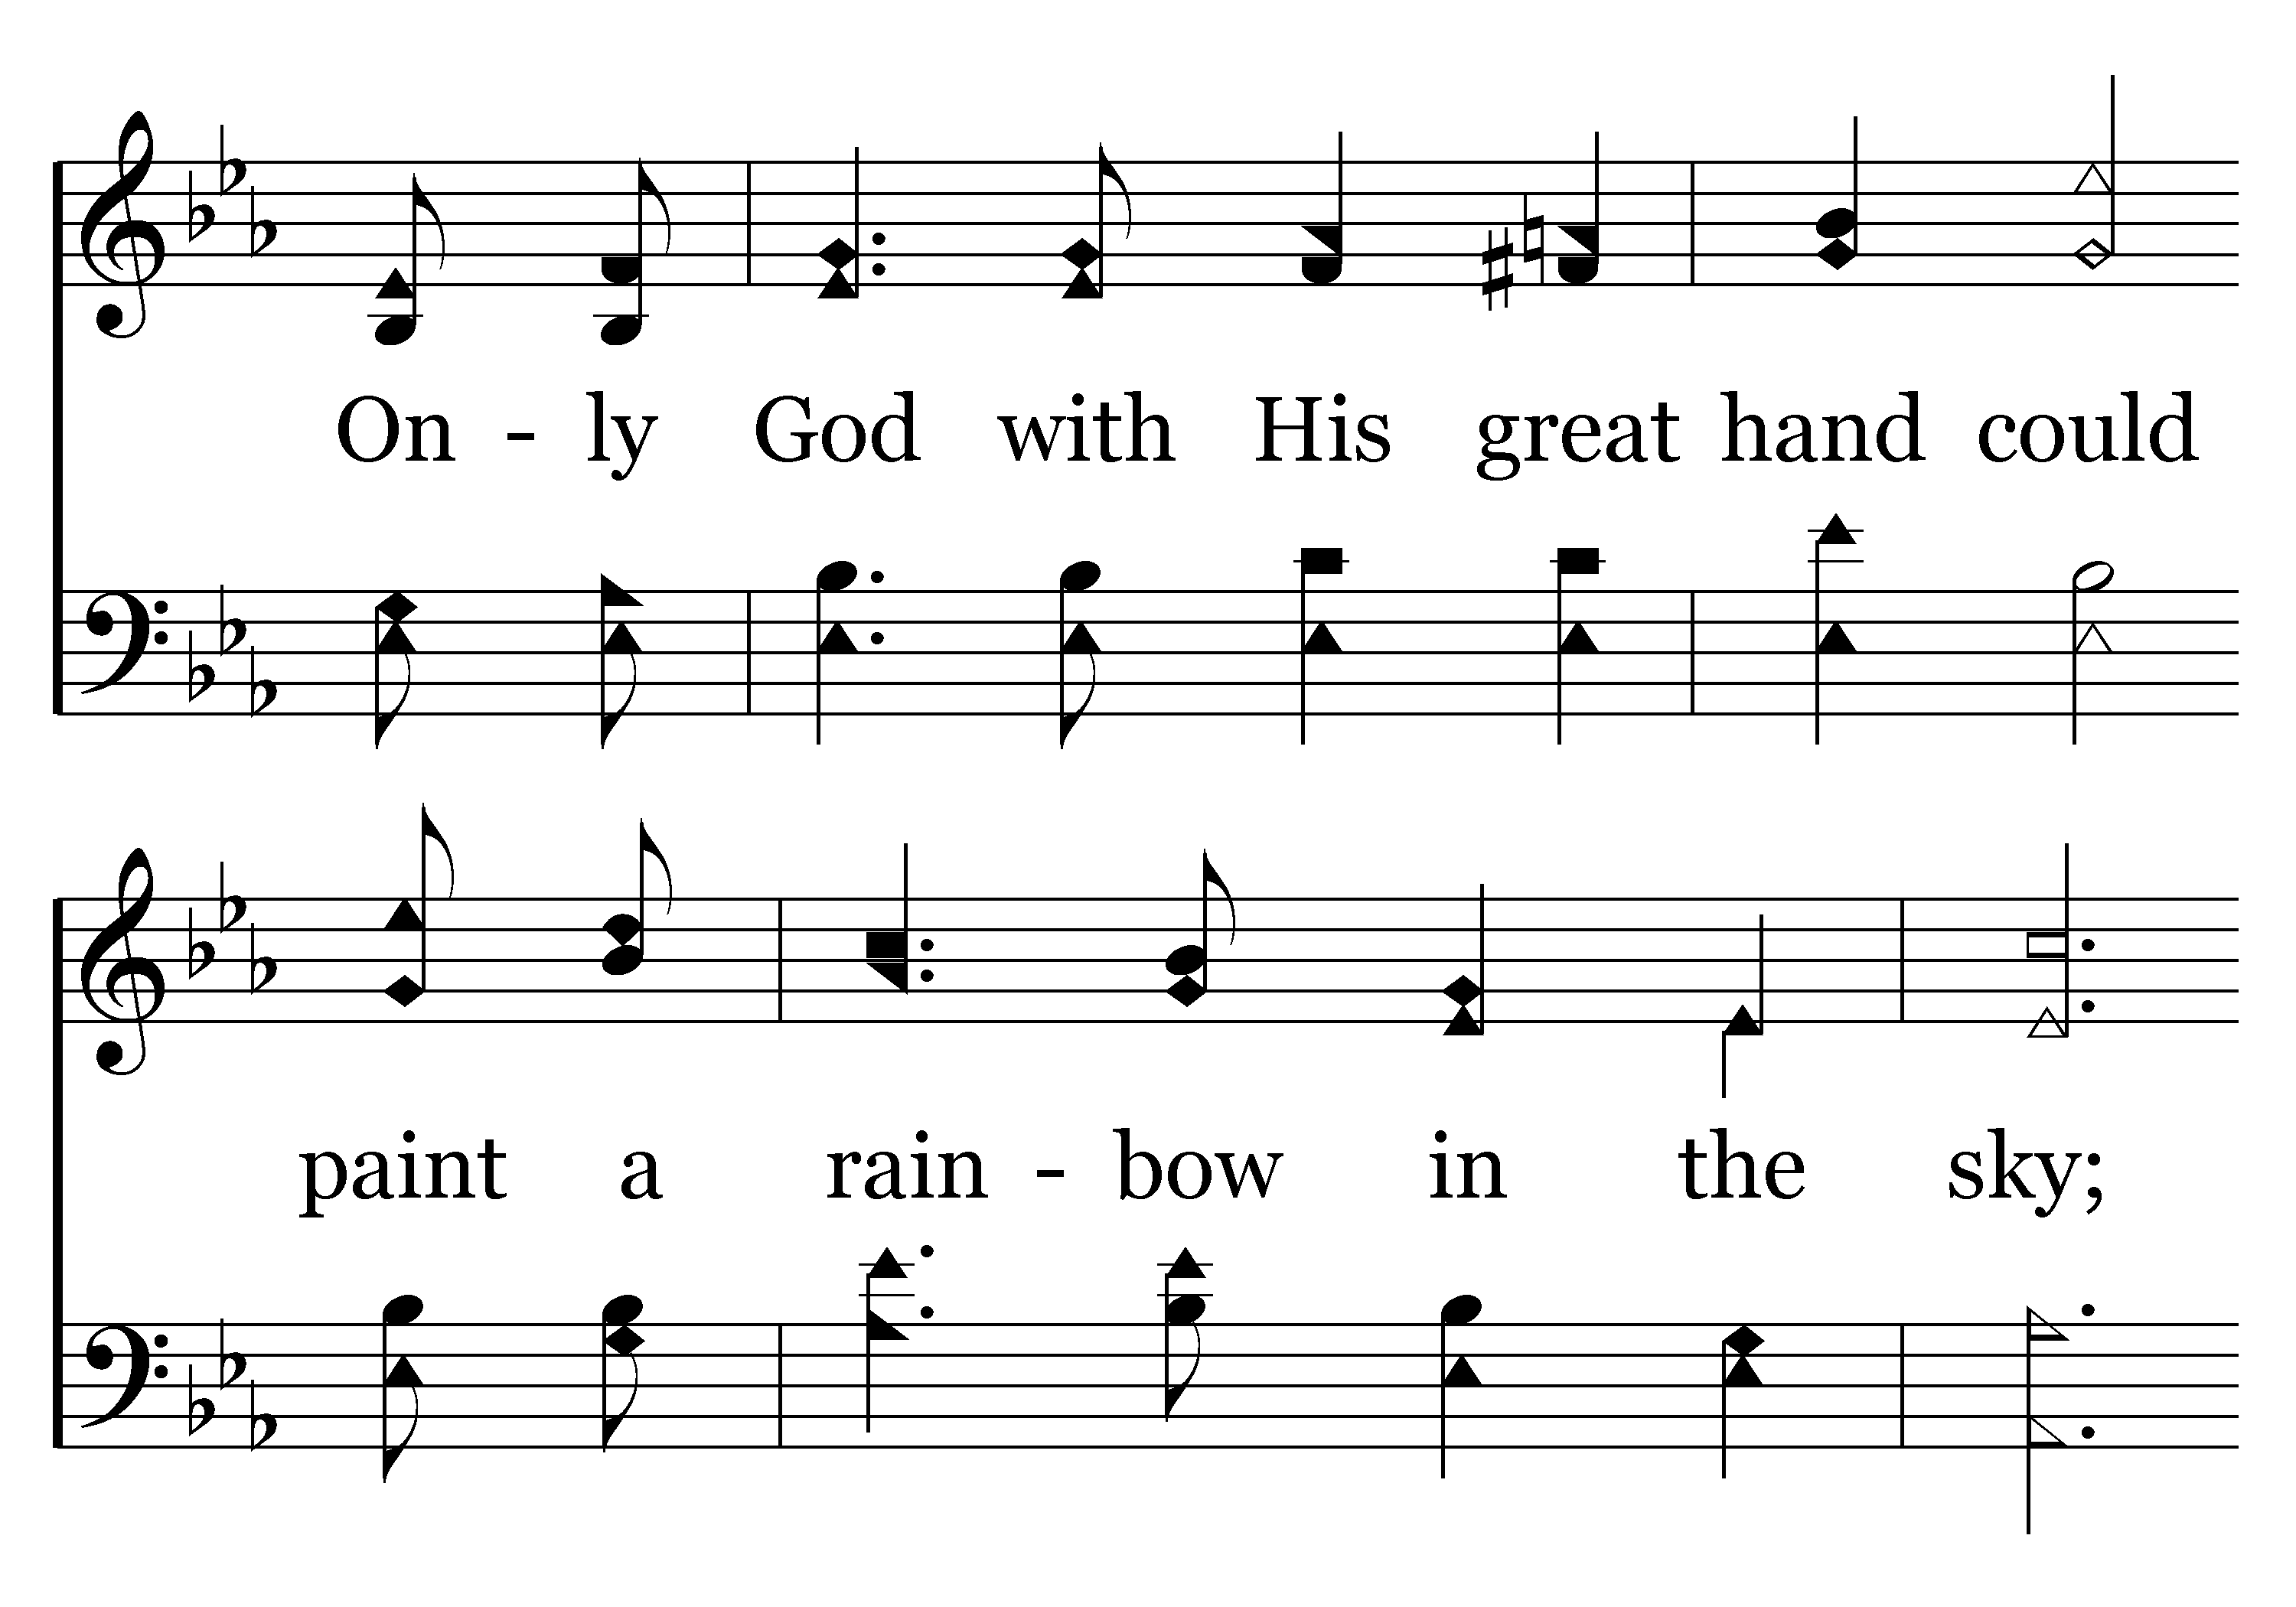 On - ly God with His great hand could
paint a rain - bow in the sky;